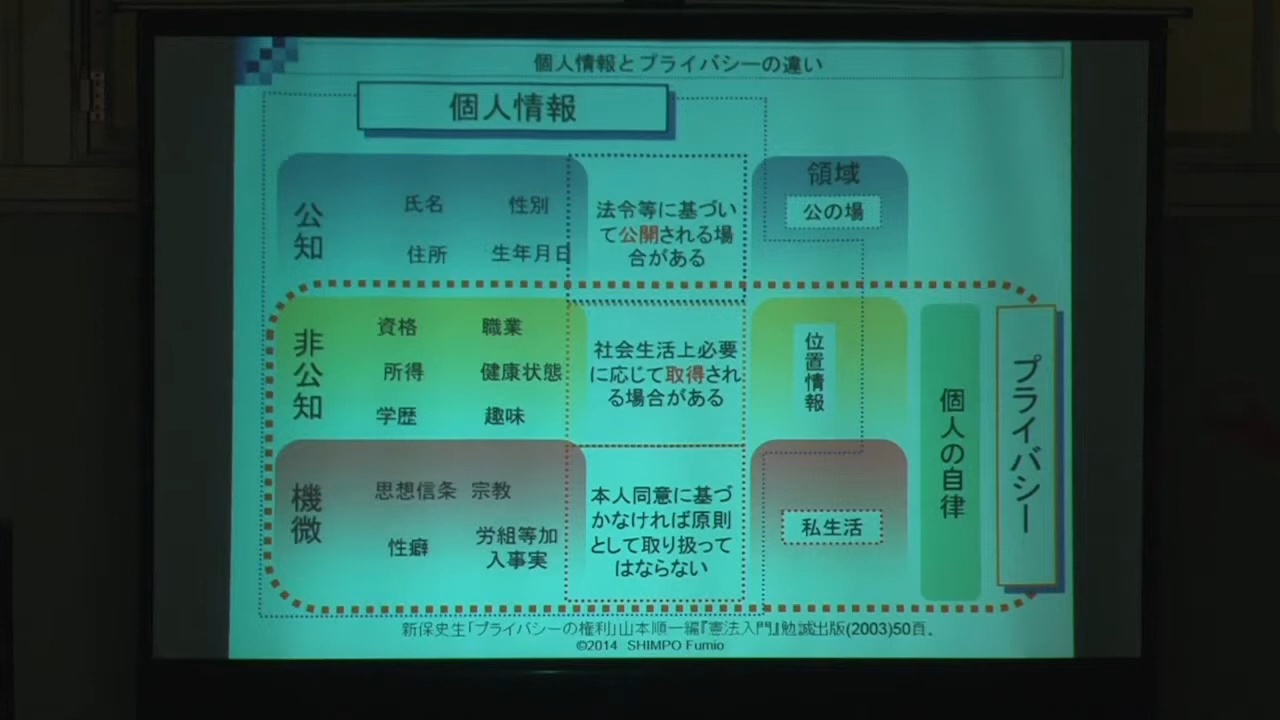 個人情報とプライバシーの違い
個人情報
公知
氏名 性別
住所 生年月日
法令等に基づい
て公開される場
合がある
領域
公の場
非公知
資格 職業
所得 健康状態
学歴 趣味
社会生活上必要
に応じて取得され
る場合がある
位置情報
機微
思想信条 宗教
性癖
労組等加
入事実
本人同意に基づ
かなければ原則
として取り扱って
はならない
私生活
個人の自律
プライバシー
新保史生「プライバシーの権利」山本順一編『憲法入門』勉誠出版(2003)50頁。
©2014 SHIMPO Fumio